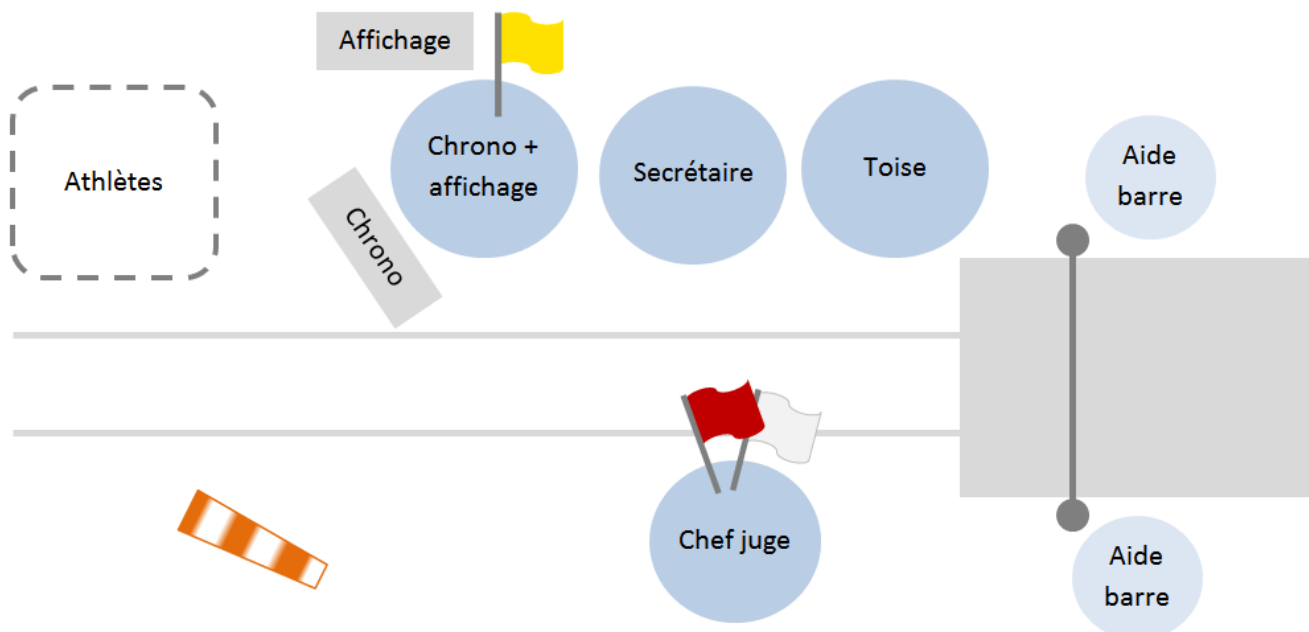 Affichage
Athlètes
Chrono +
affichage
Chrono
Secrétaire
Toise
Aide
barre
Chef juge
Aide
barre